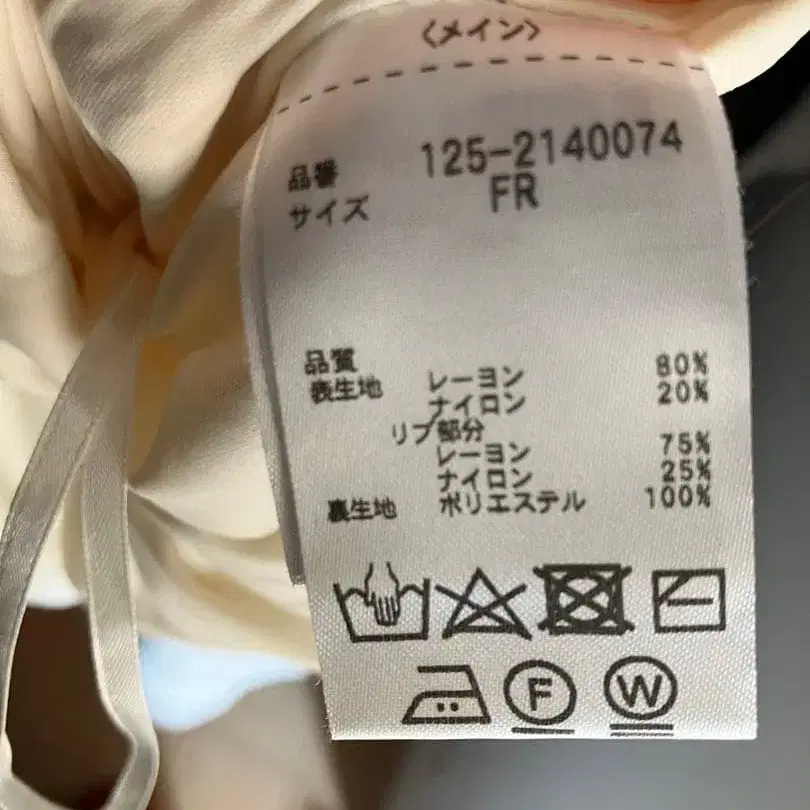 〈メイン〉
品番 125-2140074
サイズ FR
品質
表生地 レーヨン 80%
ナイロン 20%
リブ部分
レーヨン 75%
ナイロン 25%
裏生地 ポリエステル 100%
F W